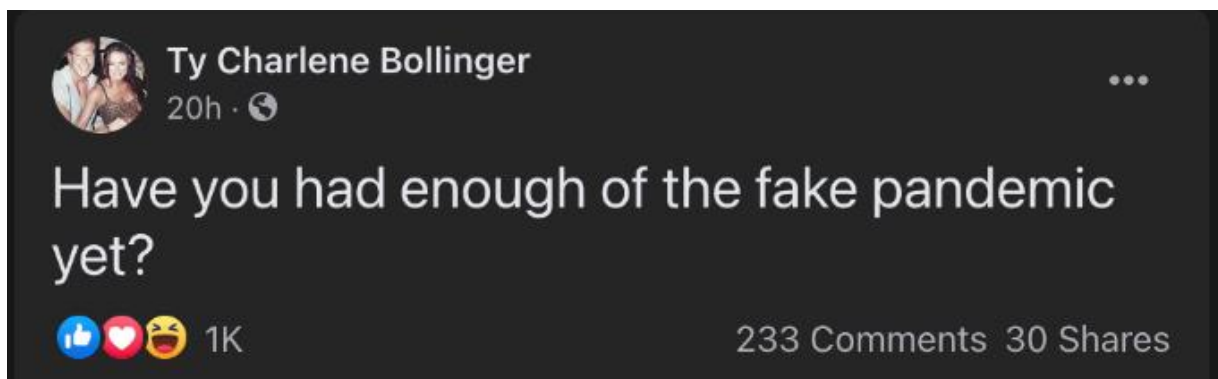 Ty Charlene Bollinger
20h ·
Have you had enough of the fake pandemic
yet?
1K 233 Comments 30 Shares